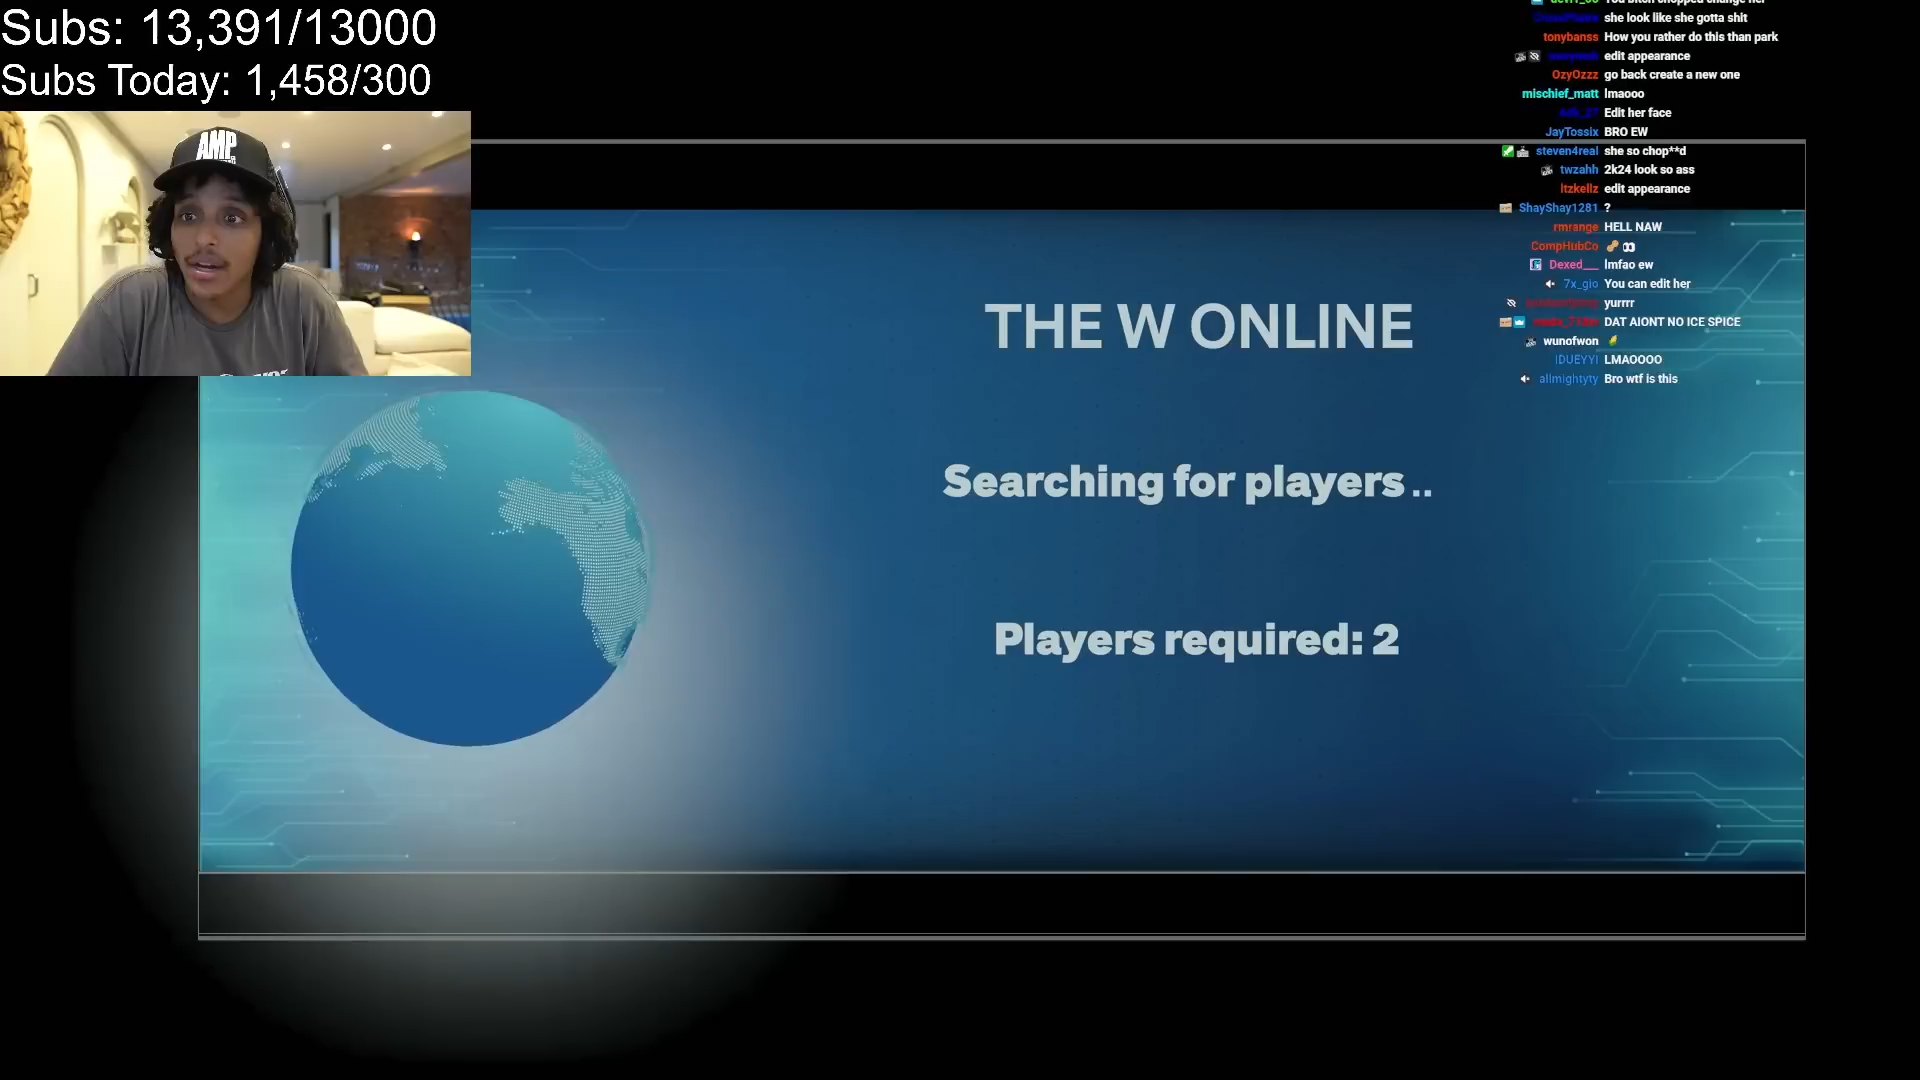 Subs: 13,391/13000
Subs Today: 1,458/300
AMP
THE W ONLINE
Searching for players ..
Players required: 2
she look like she gotta shit
tonybanss How you rather do this than park
edit appearance
OzyOzzz go back create a new one
mischief_matt lmaooo
Edit her face
JayTossix BRO EW
steven4real she so chop**d
twzahh 2k24 look so ass
Itzkellz edit appearance
ShayShay1281 ?
rmrange HELL NAW
CompHubCo
Dexed___ lmfao ew
7x_gio You can edit her
yurrrr
DAT AIONT NO ICE SPICE
wunofwon
IDUEYYI LMAOOOO
allmightyty Bro wtf is this